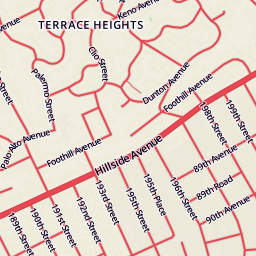 Keno Avenue
TERRACE HEIGHTS
Clio Street
Palermo Street
Dunton Avenue
Foothill Avenue
Palo Alto Avenue
Foothill Avenue
Hillside Avenue
198th Street
199th Street
89th Avenue
89th Road
90th Avenue
196th Street
195th Place
195th Street
193rd Street
192nd Street
191st Street
190th Street
189th Street